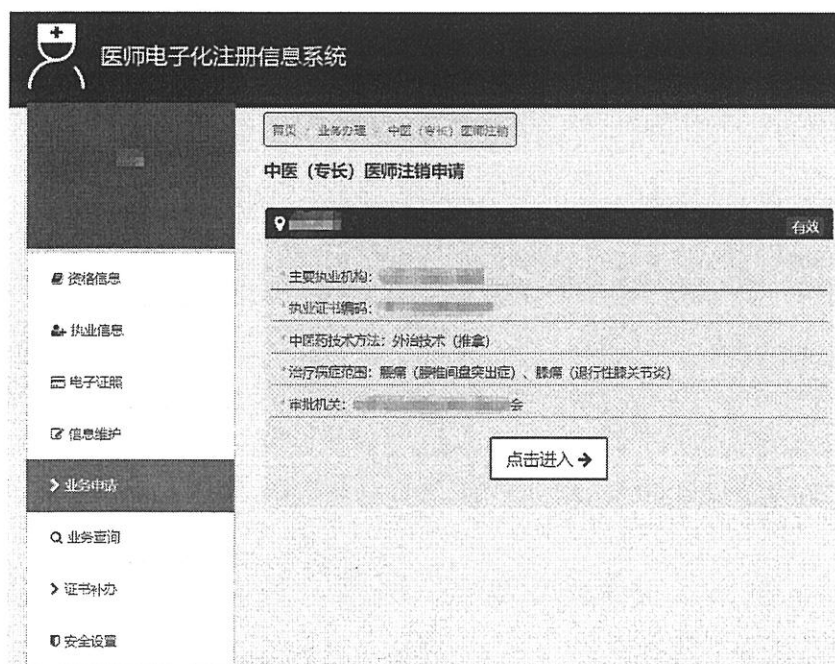 医师电子化注册信息系统
首页 / 业务办理 / 中医（专长）医师注销
中医（专长）医师注销申请
有效
资格信息
执业信息
电子证照
信息维护
业务申请
业务查询
证书补办
安全设置
*主要执业机构：
*执业证书编码：
*中医药技术方法：外治技术（推拿）
*治疗病症范围：腰痛（腰椎间盘突出症）、膝痛（退行性膝关节炎）
*审批机关：
会
点击进入